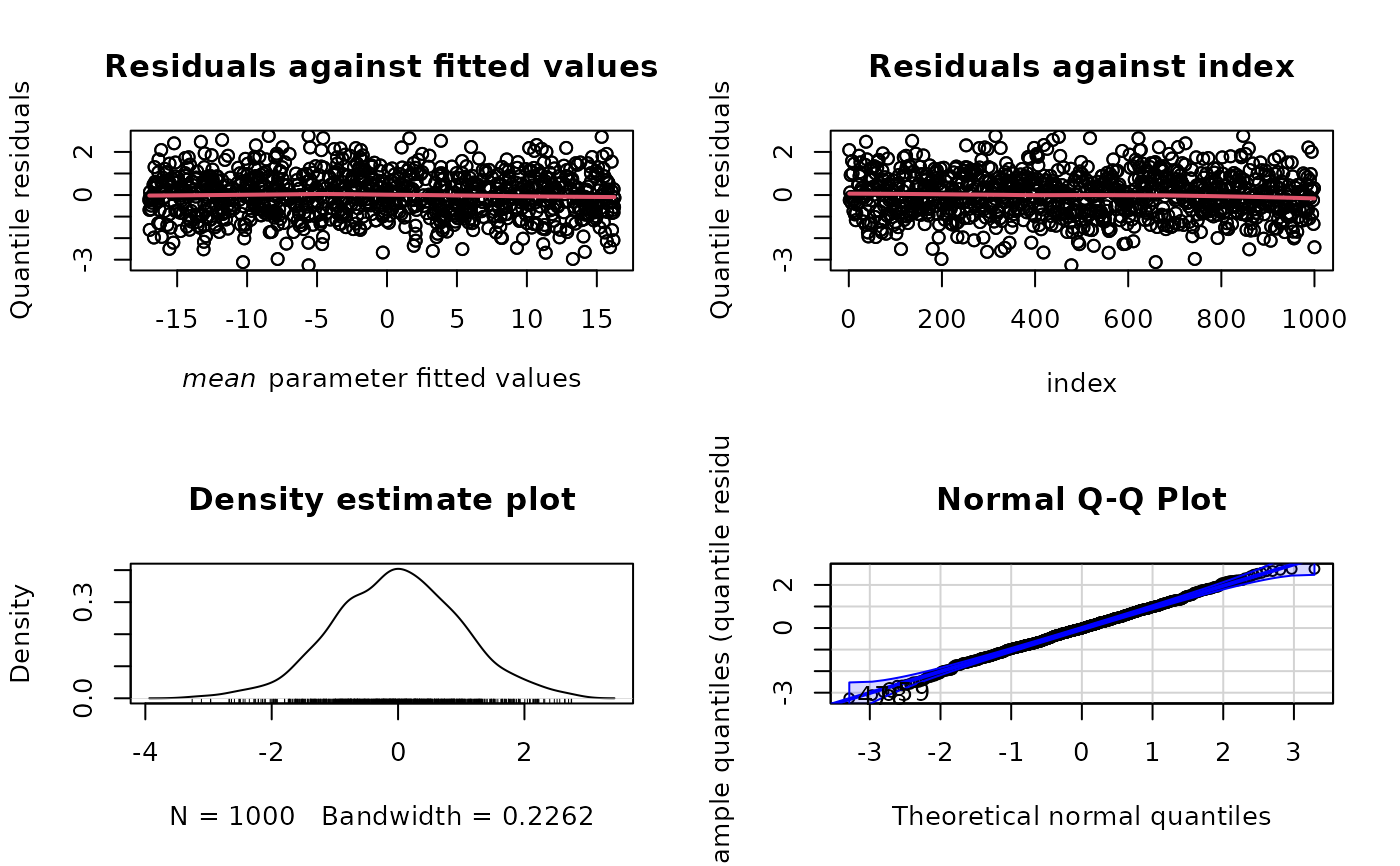 Residuals against fitted values
Quantile residuals
2
0
-3
-15 -10 -5 0 5 10 15
mean parameter fitted values
Residuals against index
Quantile residuals
2
0
-3
0 200 400 600 800 1000
index
Density estimate plot
Density
0.3
0.0
-4 -2 0 2
N = 1000 Bandwidth = 0.2262
Normal Q-Q Plot
ample quantiles (quantile residu
2
0
-3
-3 -2 -1 0 1 2 3
Theoretical normal quantiles